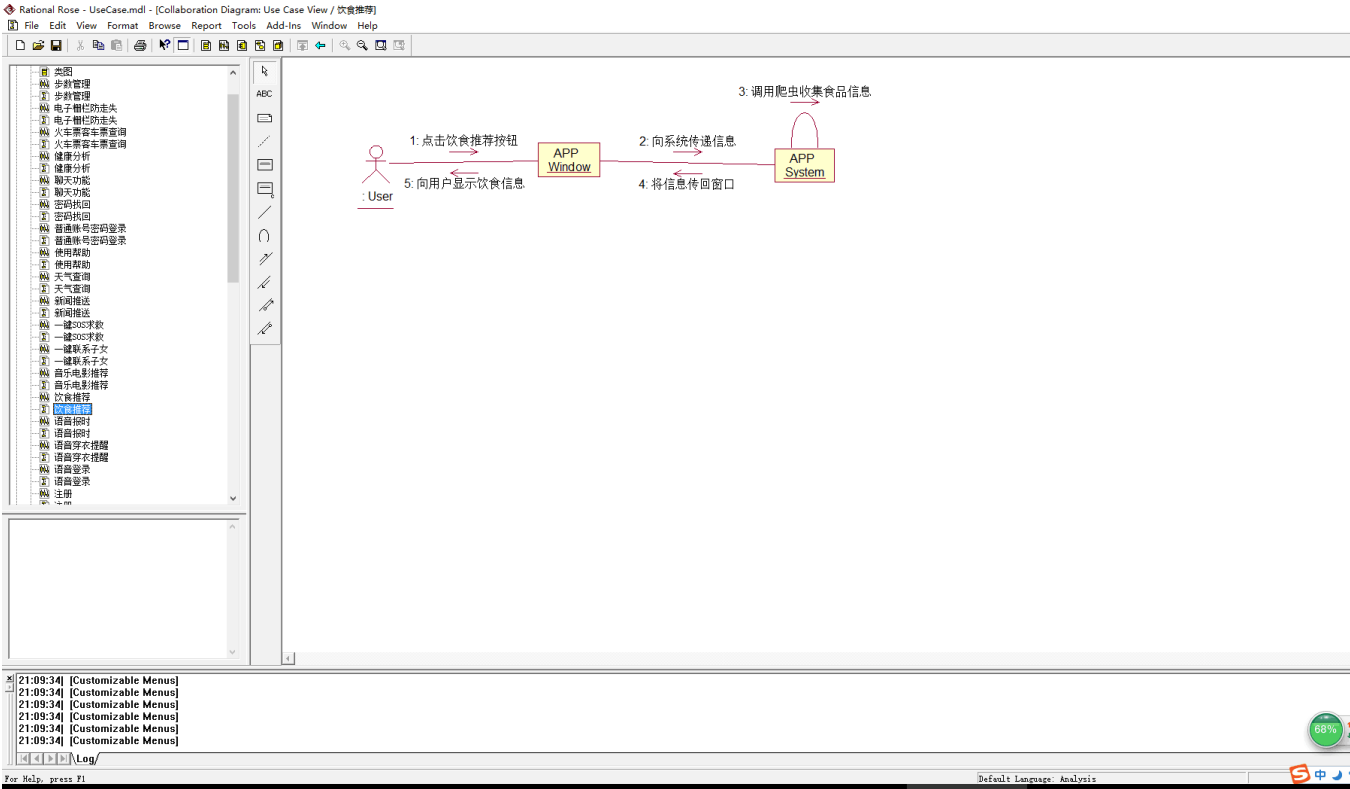 Rational Rose - UseCase.mdl - [Collaboration Diagram: Use Case View / 饮食推荐]
File Edit View Format Browse Report Tools Add-Ins Window Help
类图
步数管理
步数管理
电子栅栏防走失
电子栅栏防走失
火车票客车票查询
火车票客车票查询
健康分析
健康分析
聊天功能
聊天功能
密码找回
密码找回
普通账号密码登录
普通账号密码登录
使用帮助
使用帮助
天气查询
天气查询
新闻推送
新闻推送
一键SOS求救
一键SOS求救
一键联系子女
一键联系子女
音乐电影推荐
音乐电影推荐
饮食推荐
饮食推荐
语音报时
语音报时
语音穿衣提醒
语音穿衣提醒
语音登录
语音登录
注册
ABC
3: 调用爬虫收集食品信息
1: 点击饮食推荐按钮
2: 向系统传递信息
APP
Window
APP
System
5: 向用户显示饮食信息
4: 将信息传回窗口
: User
21:09:34| [Customizable Menus]
21:09:34| [Customizable Menus]
21:09:34| [Customizable Menus]
21:09:34| [Customizable Menus]
21:09:34| [Customizable Menus]
21:09:34| [Customizable Menus]
Log
68%
For Help, press F1
Default Language: Analysis
中